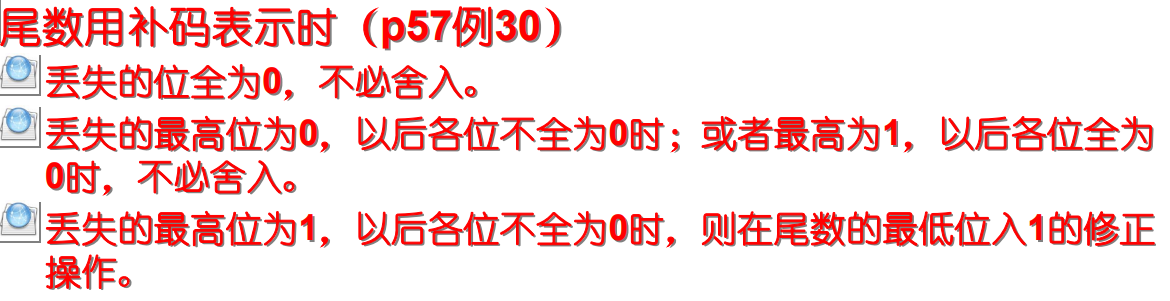 尾数用补码表示时（p57例30）
丢失的位全为0，不必舍入。
丢失的最高位为0，以后各位不全为0时；或者最高为1，以后各位全为
0时，不必舍入。
丢失的最高位为1，以后各位不全为0时，则在尾数的最低位入1的修正
操作。